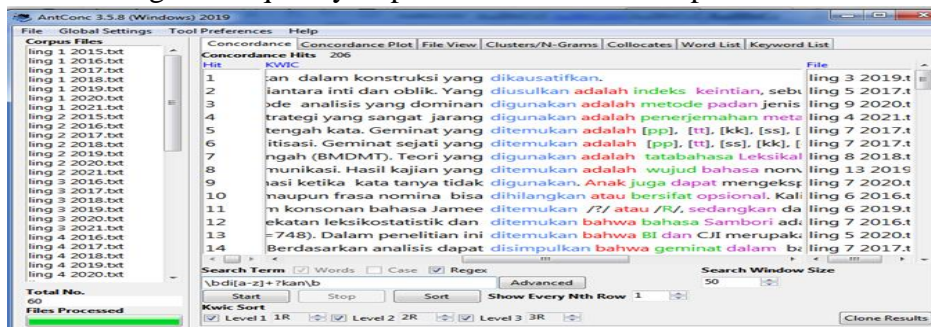 AntConc 3.5.8 (Windows) 2019
File Global Settings Tool Preferences Help
Corpus Files
ling 1 2015.txt
ling 1 2016.txt
ling 1 2017.txt
ling 1 2018.txt
ling 1 2019.txt
ling 1 2020.txt
ling 1 2021.txt
ling 2 2015.txt
ling 2 2016.txt
ling 2 2017.txt
ling 2 2018.txt
ling 2 2019.txt
ling 2 2020.txt
ling 2 2021.txt
ling 3 2016.txt
ling 3 2017.txt
ling 3 2018.txt
ling 3 2019.txt
ling 3 2020.txt
ling 3 2021.txt
ling 4 2016.txt
ling 4 2017.txt
ling 4 2018.txt
ling 4 2019.txt
ling 4 2020.txt
Total No.
60
Files Processed
Concordance Concordance Plot File View Clusters/N-Grams Collocates Word List Keyword List
Concordance Hits 206
Hit KWIC File
1 dalam konstruksi yang dikausatifkan. ling 3 2019.t
2 iantara inti dan oblik. Yang diusulkan adalah indeks keintian, sebu ling 5 2017.t
3 ode analisis yang dominan digunakan adalah metode padan jenis ling 9 2020.t
4 trategi yang sangat jarang digunakan adalah penerjemahan meta ling 4 2021.t
5 tengah kata. Geminat yang ditemukan adalah [pp], [tt], [kk], [ss], [ ling 7 2017.t
6 itisasi. Geminat sejati yang ditemukan adalah [pp], [tt], [ss], [kk], [ ling 7 2017.t
7 ngah (BMDMT). Teori yang digunakan adalah tatabahasa Leksikal ling 8 2018.t
8 munikasi. Hasil kajian yang ditemukan adalah wujud bahasa nonv ling 13 2019
9 nasi ketika kata tanya tidak digunakan. Anak juga dapat mengeksp ling 7 2020.t
10 maupun frasa nomina bisa dihilangkan atau bersifat opsional. Kali ling 6 2016.t
11 m konsonan bahasa Jamee ditemukan /?/ atau /R/, sedangkan da ling 6 2019.t
12 ekatan leksikostatistik dan ditemukan bahwa bahasa Sambori ada ling 7 2016.t
13 =748). Dalam penelitian ini ditemukan bahwa BI dan CJI merupaka ling 5 2020.t
14 Berdasarkan analisis dapat disimpulkan bahwa geminat dalam ba ling 7 2017.t
Search Term Words Case Regex Search Window Size
\bdi[a-z]+?kan\b Advanced 50
Start Stop Sort Show Every Nth Row 1
Kwic Sort
Level 1 1R Level 2 2R Level 3 3R Clone Results